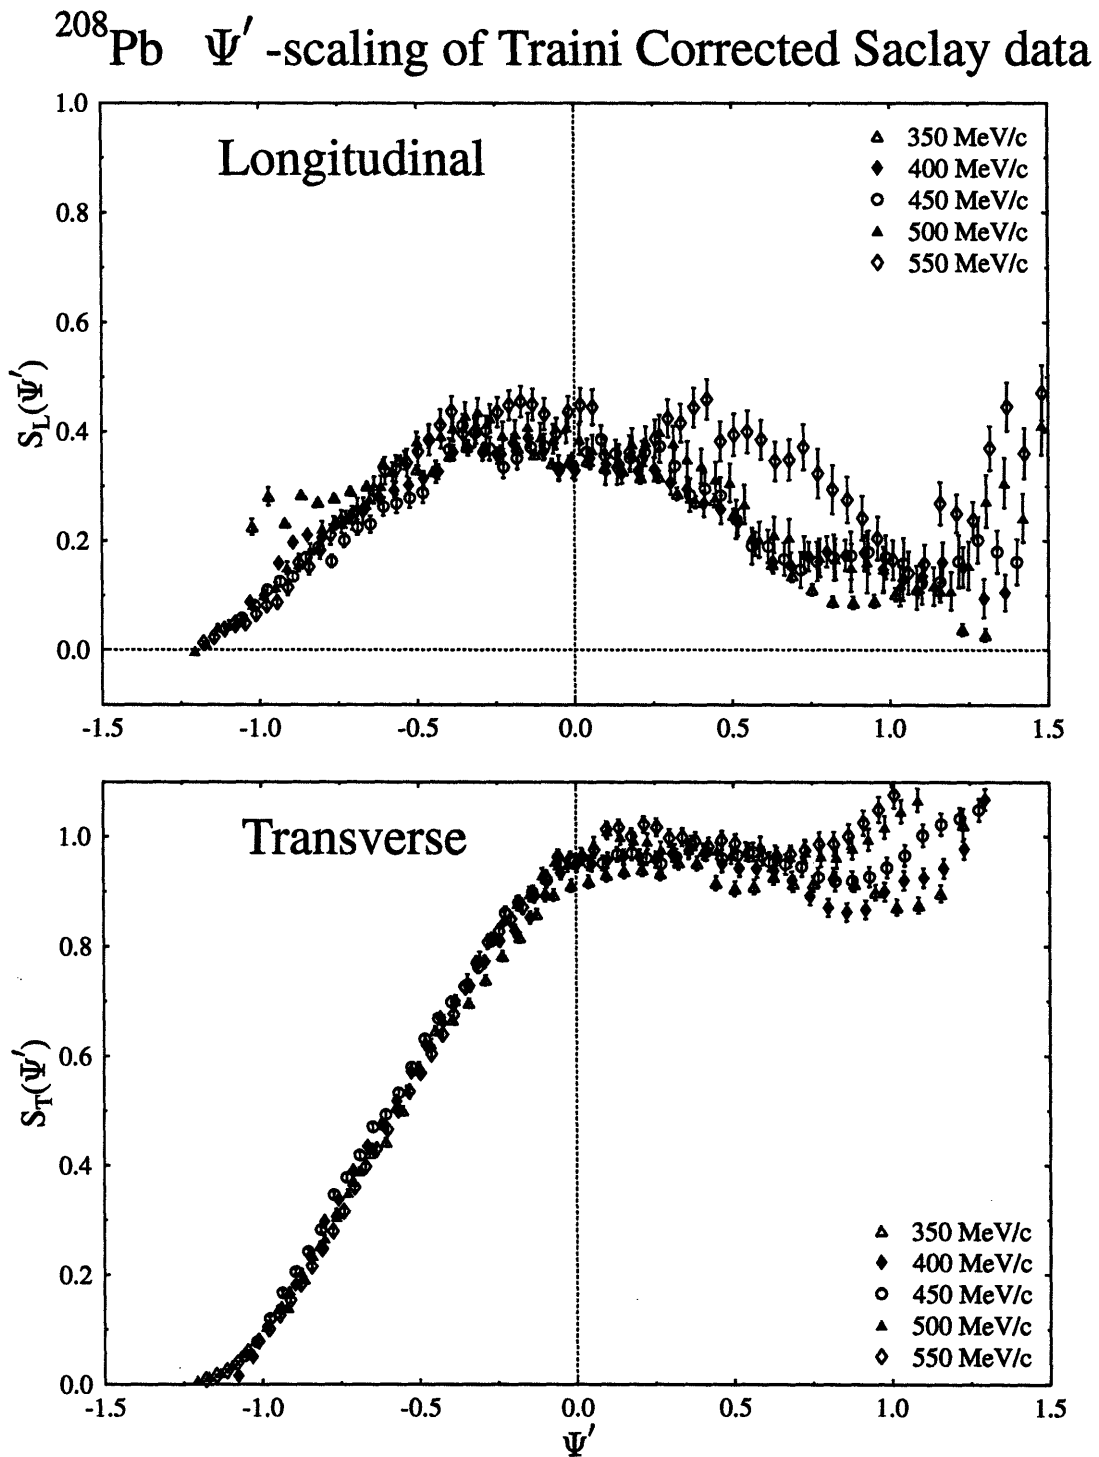 ²⁰⁸Pb Ψ′ -scaling of Traini Corrected Saclay data
Longitudinal
350 MeV/c
400 MeV/c
450 MeV/c
500 MeV/c
550 MeV/c
1.0
0.8
0.6
0.4
0.2
0.0
S_L(Ψ′)
-1.5 -1.0 -0.5 0.0 0.5 1.0 1.5
Transverse
1.0
0.8
0.6
0.4
0.2
0.0
S_T(Ψ′)
350 MeV/c
400 MeV/c
450 MeV/c
500 MeV/c
550 MeV/c
-1.5 -1.0 -0.5 0.0 0.5 1.0 1.5
Ψ′